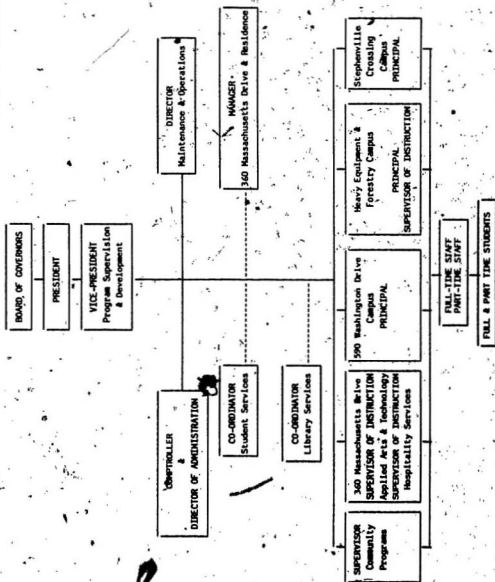 BOARD OF GOVERNORS
PRESIDENT
VICE-PRESIDENT
Program Supervision
& Development
COMPTROLLER
&
DIRECTOR OF ADMINISTRATION
DIRECTOR
Maintenance & Operations
CO-ORDINATOR
Student Services
MANAGER
360 Massachusetts Drive & Residence
CO-ORDINATOR
Library Services
SUPERVISOR
Community
Programs
360 Massachusetts Drive
SUPERVISOR OF INSTRUCTION
Applied Arts & Technology
SUPERVISOR OF INSTRUCTION
Hospitality Services
590 Washington Drive
Campus
PRINCIPAL
Heavy Equipment &
Forestry Campus
PRINCIPAL
SUPERVISOR OF INSTRUCTION
Stephenville
Crossing
Campus
PRINCIPAL
FULL-TIME STAFF
PART-TIME STAFF
FULL & PART TIME STUDENTS